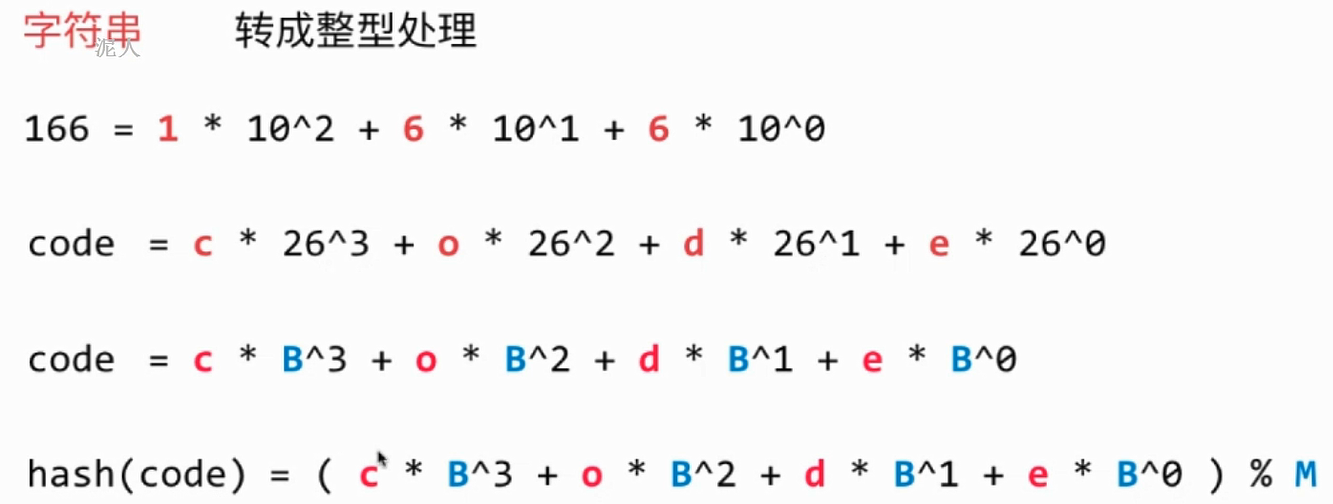 字符串 转成整型处理
泥人
166 = 1 * 10^2 + 6 * 10^1 + 6 * 10^0
code = c * 26^3 + o * 26^2 + d * 26^1 + e * 26^0
code = c * B^3 + o * B^2 + d * B^1 + e * B^0
hash(code) = ( c * B^3 + o * B^2 + d * B^1 + e * B^0 ) % M